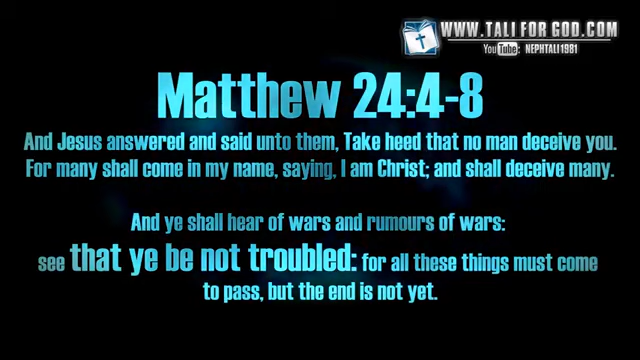 WWW.TALI FOR GOD.COM
YouTube: NEPHTALI1981
Matthew 24:4-8
And Jesus answered and said unto them, Take heed that no man deceive you.
For many shall come in my name, saying, I am Christ; and shall deceive many.
And ye shall hear of wars and rumours of wars:
see that ye be not troubled: for all these things must come
to pass, but the end is not yet.